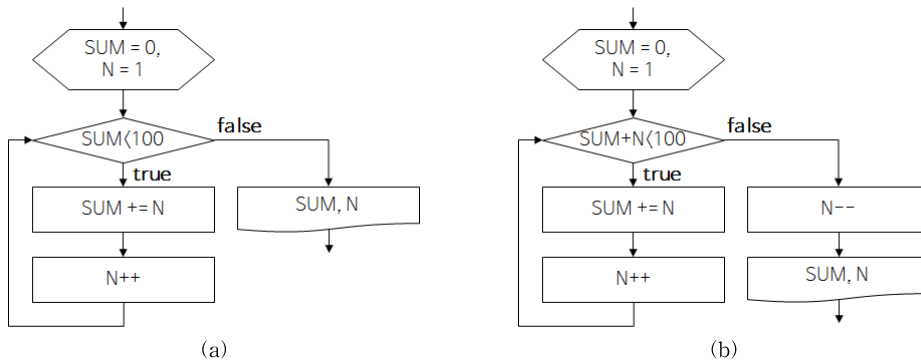 SUM = 0,
N = 1
SUM〈100
false
true
SUM += N
SUM, N
N++
(a)
SUM = 0,
N = 1
SUM+N〈100
false
true
SUM += N
N--
N++
SUM, N
(b)